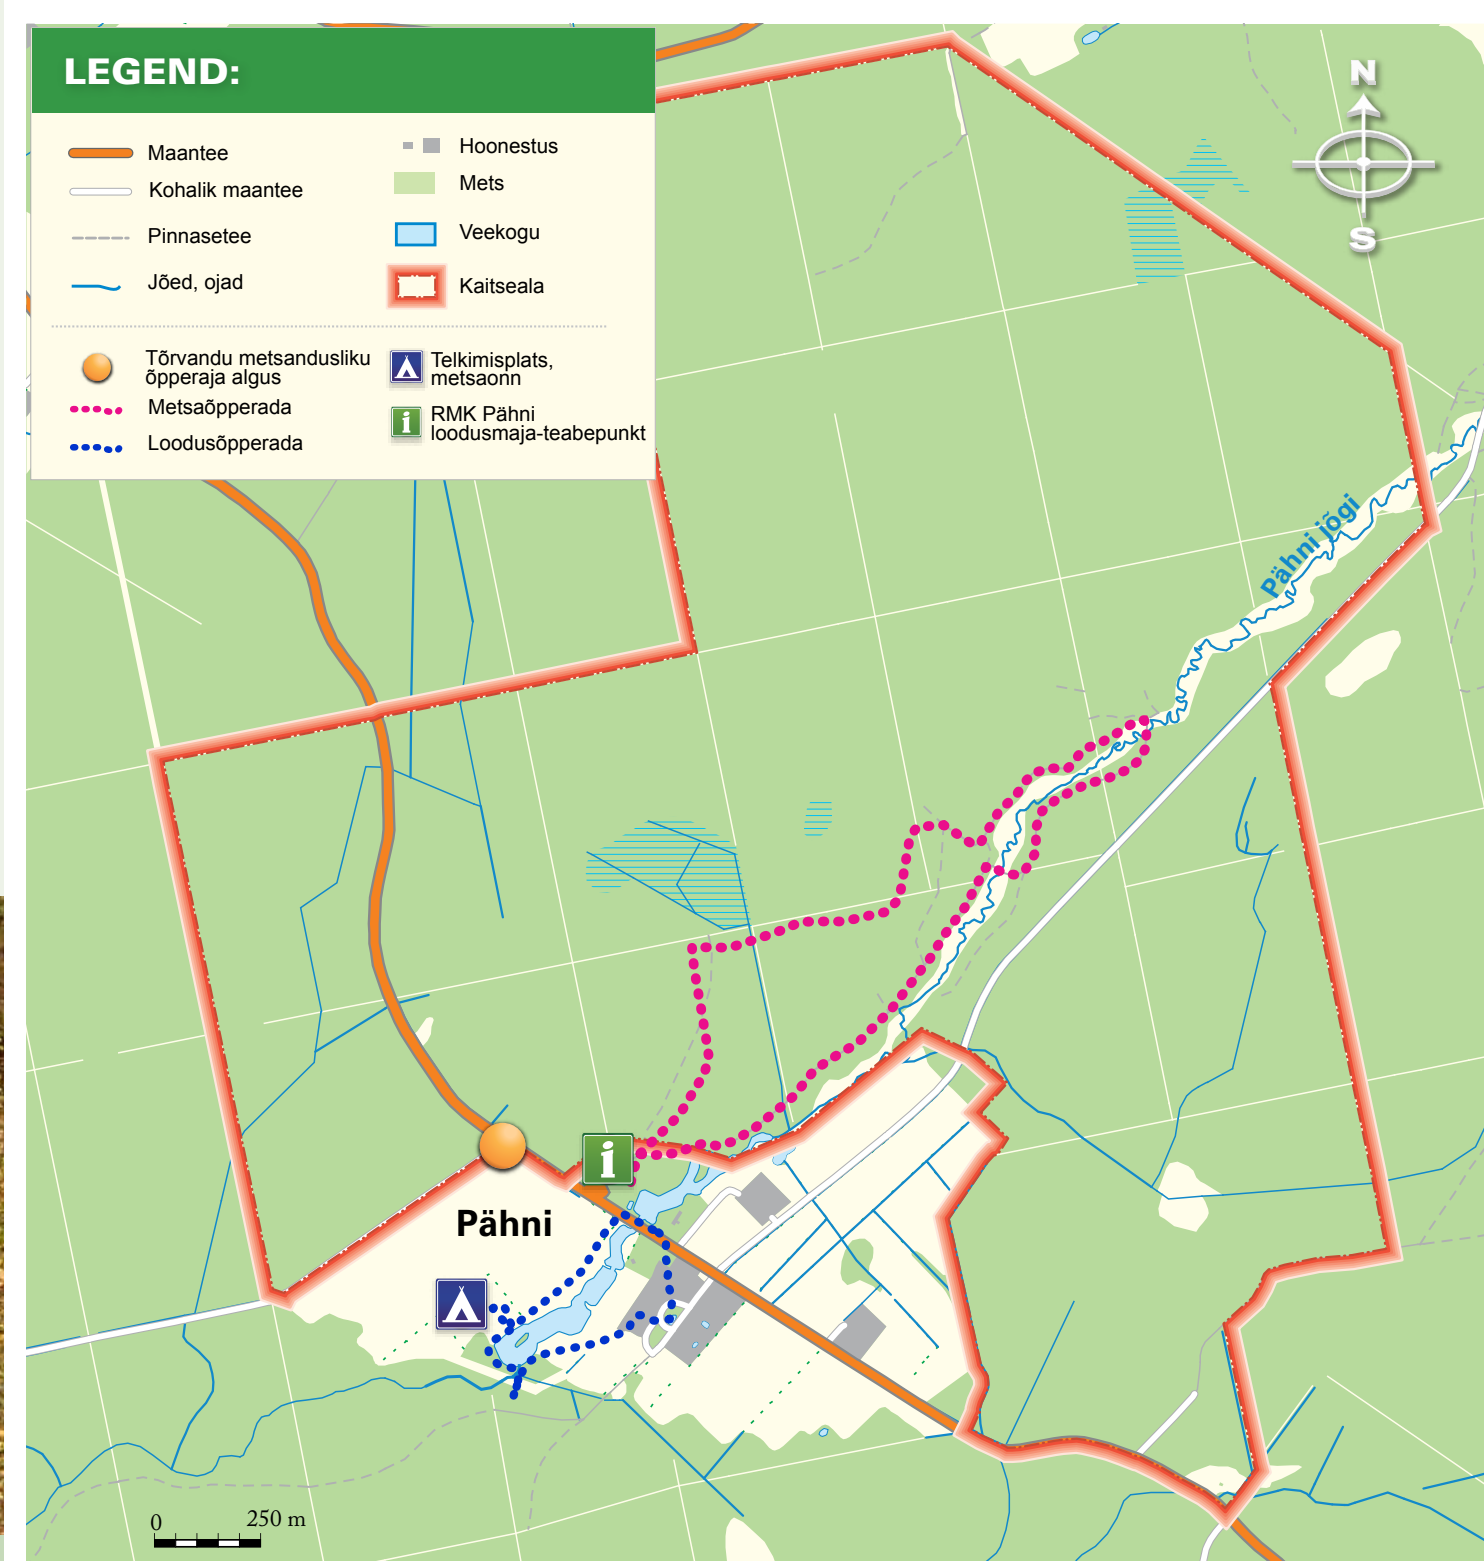 LEGEND:
Maantee
Kohalik maantee
Pinnasetee
Jõed, ojad
Hoonestus
Mets
Veekogu
Kaitseala
Tõrvandu metsandusliku
õpperaja algus
Metsaõpperada
Loodusõpperada
Telkimisplats,
metsaonn
i
RMK Pähni
loodusmaja-teabepunkt
N
S
Pähni jõgi
i
Pähni
0
250 m